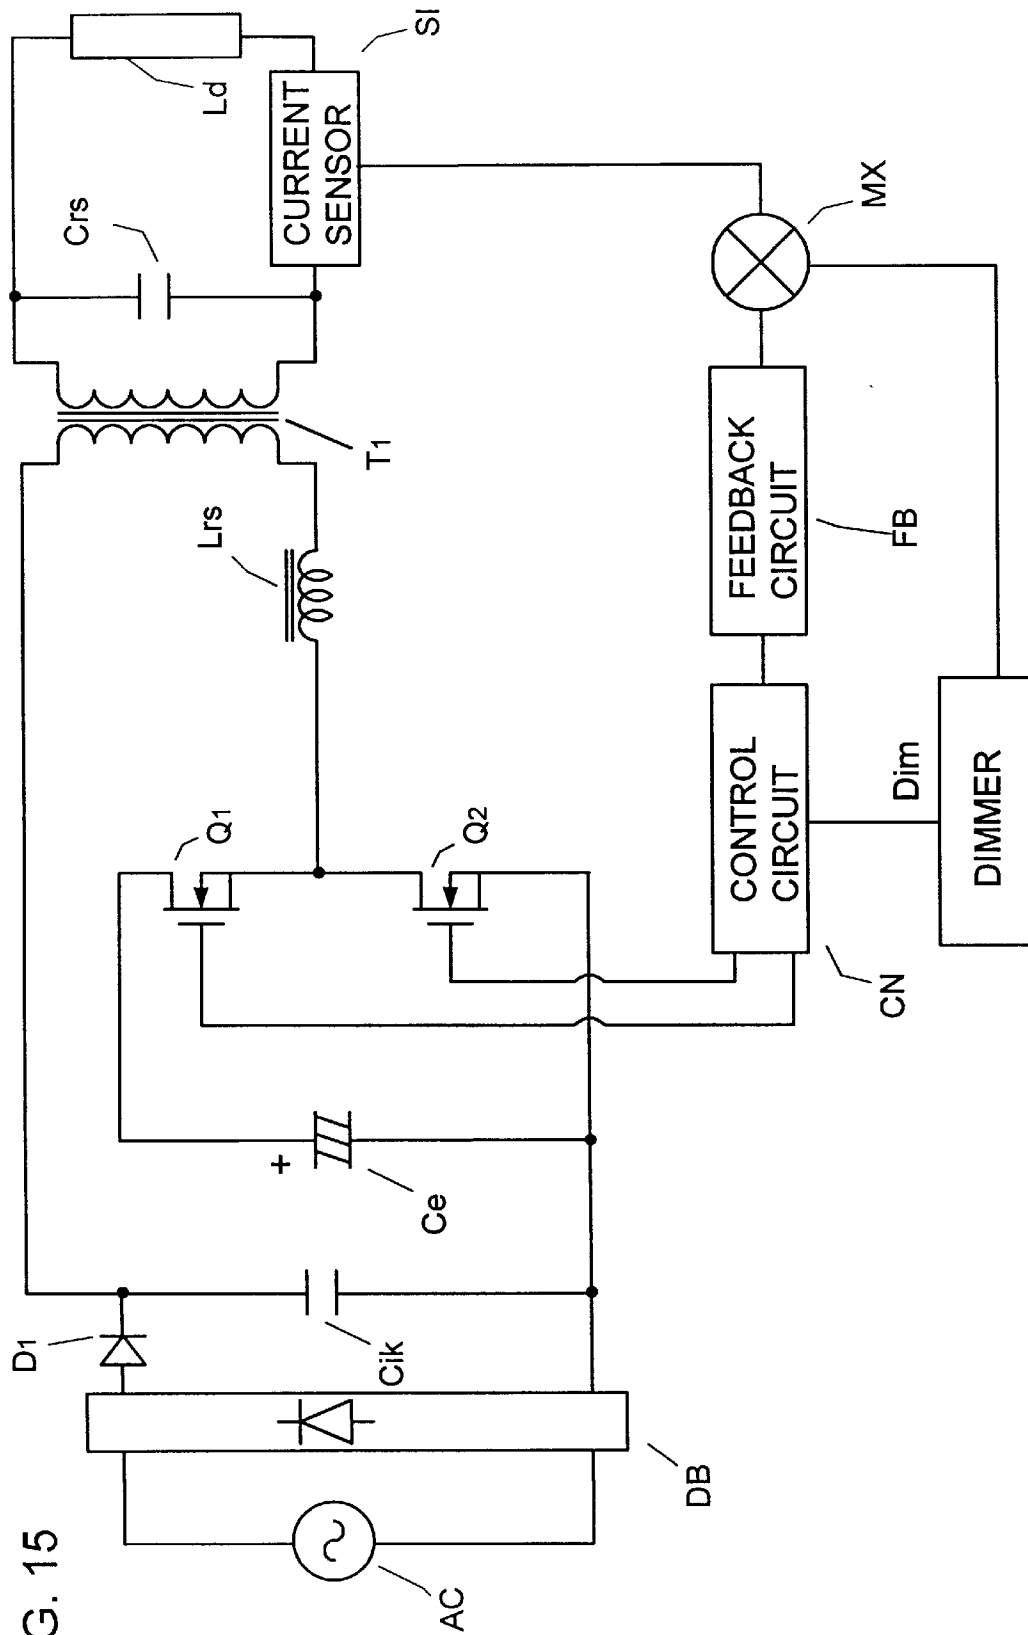 G. 15
AC
DB
D1
Cik
Ce
+
Q1
Q2
Lrs
T1
Crs
Ld
CURRENT
SENSOR
SI
CN
CONTROL
CIRCUIT
FEEDBACK
CIRCUIT
FB
MX
Dim
DIMMER